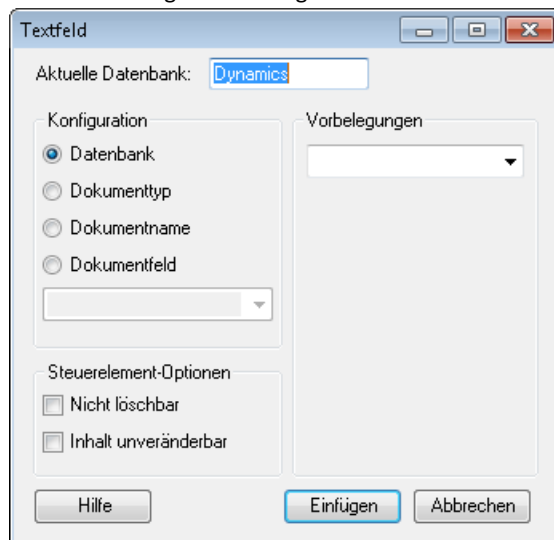 Textfeld
Aktuelle Datenbank: Dynamics
Konfiguration
Datenbank
Dokumenttyp
Dokumentname
Dokumentfeld
Vorbelegungen
Steuerelement-Optionen
Nicht löschbar
Inhalt unveränderbar
Hilfe
Einfügen
Abbrechen